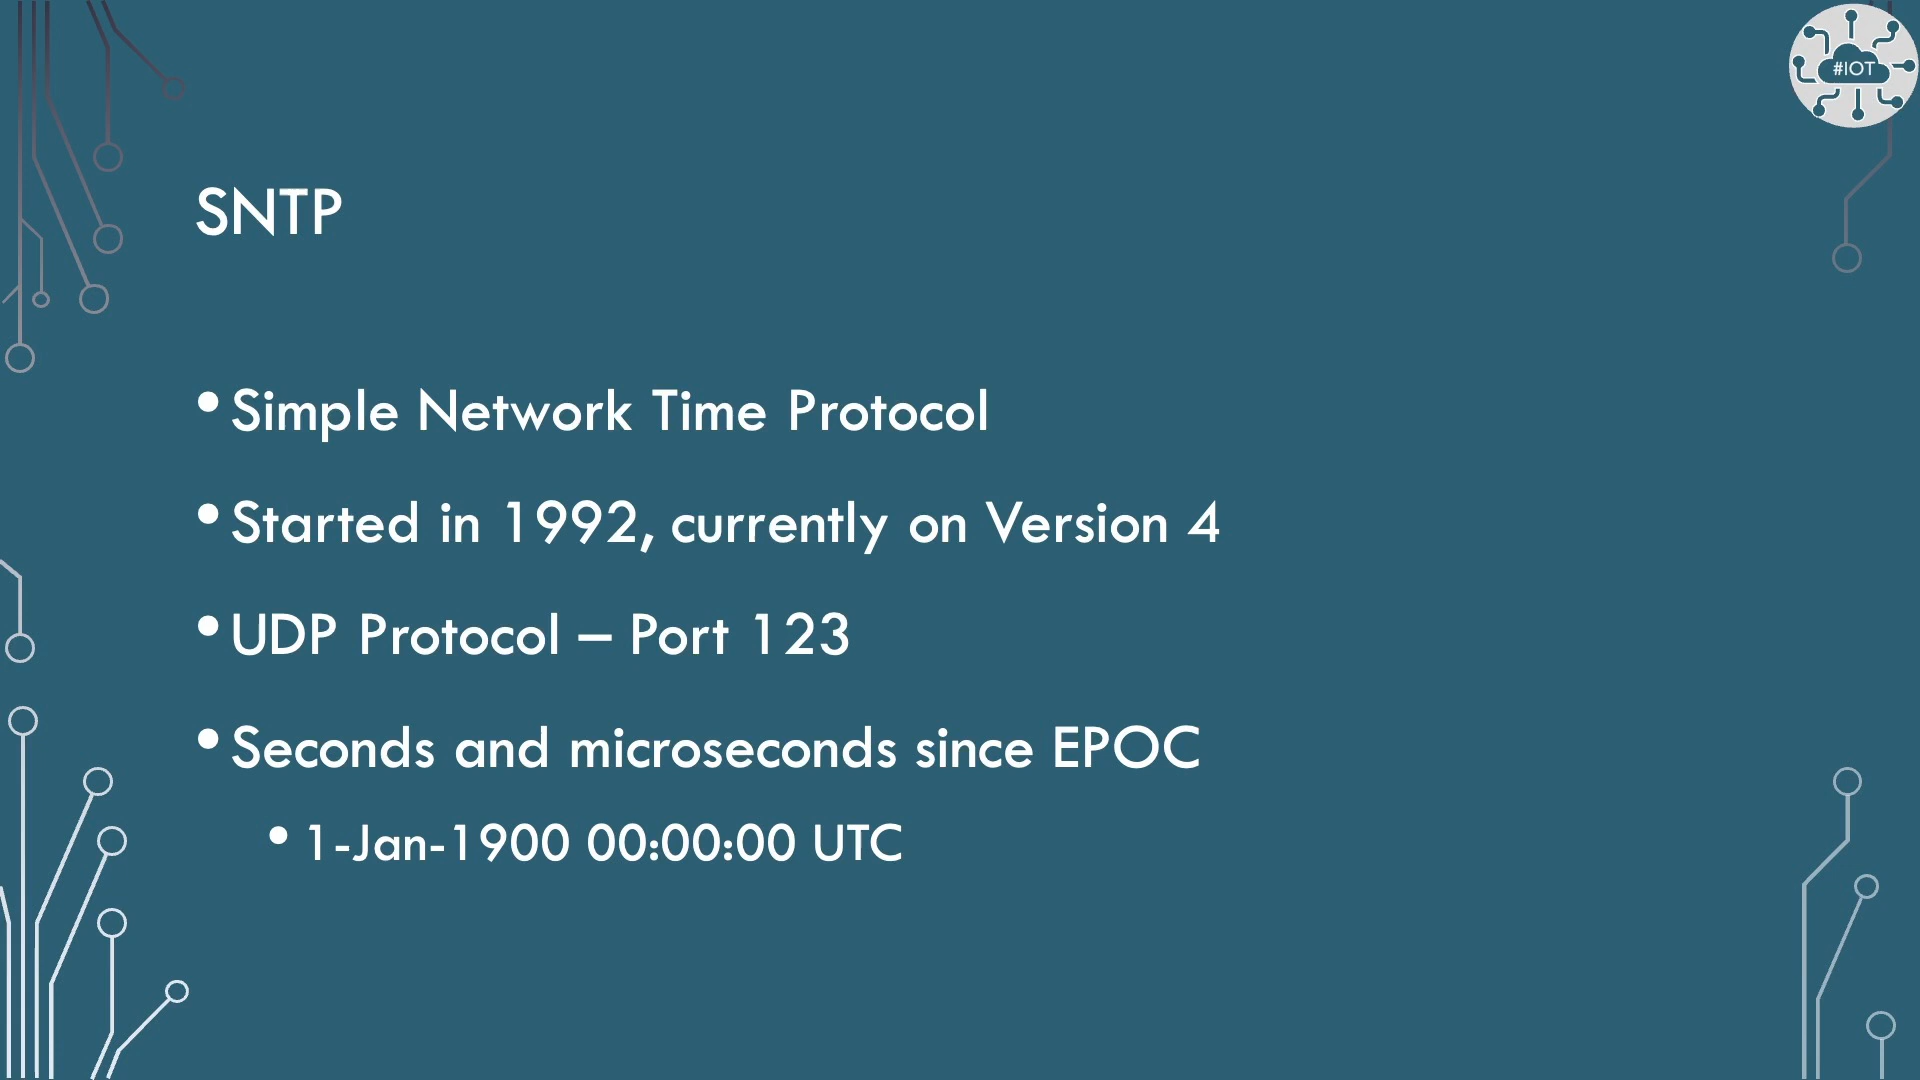 #IOT
SNTP
• Simple Network Time Protocol
• Started in 1992, currently on Version 4
• UDP Protocol – Port 123
• Seconds and microseconds since EPOC
• 1-Jan-1900 00:00:00 UTC